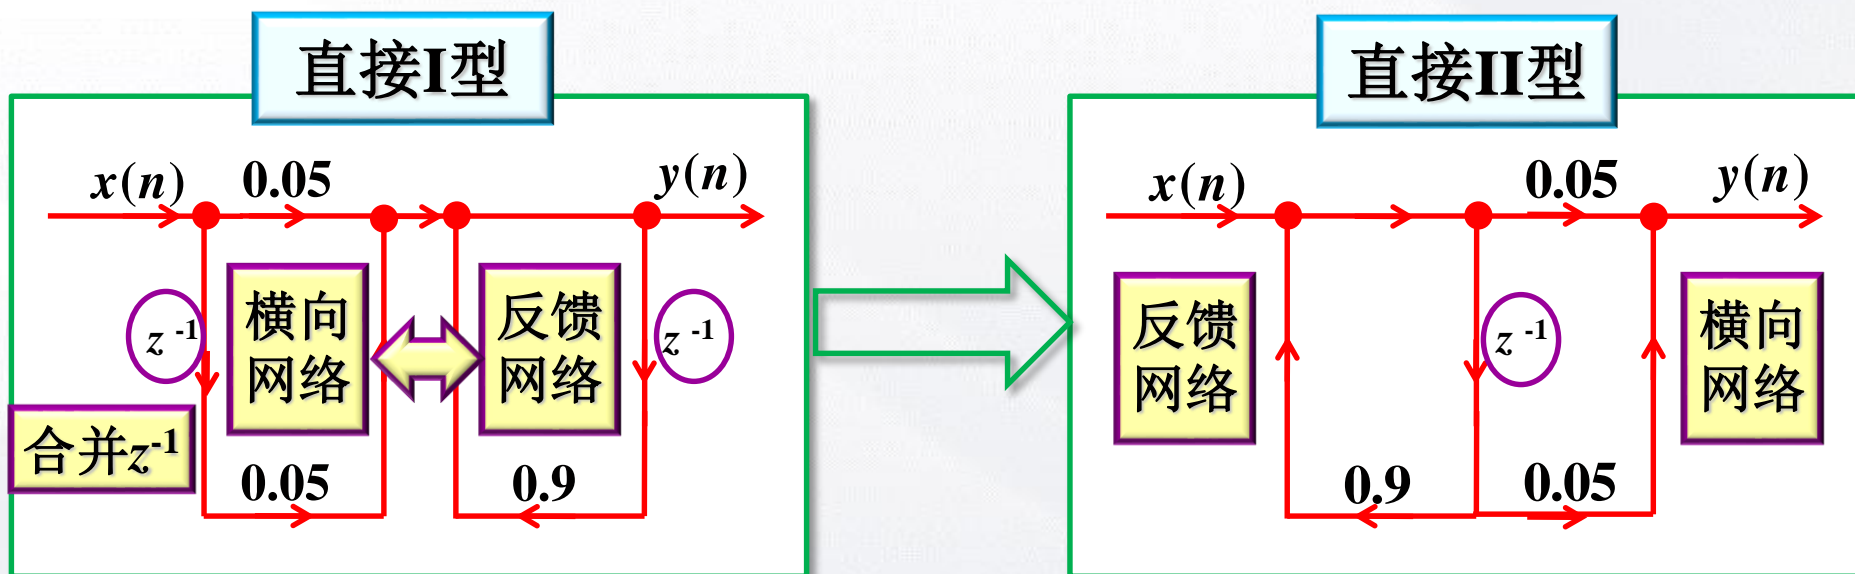 直接I型
x(n)
0.05
y(n)
z⁻¹
横向
网络
反馈
网络
z⁻¹
合并z⁻¹
0.05
0.9
直接II型
x(n)
0.05
y(n)
反馈
网络
z⁻¹
横向
网络
0.9
0.05